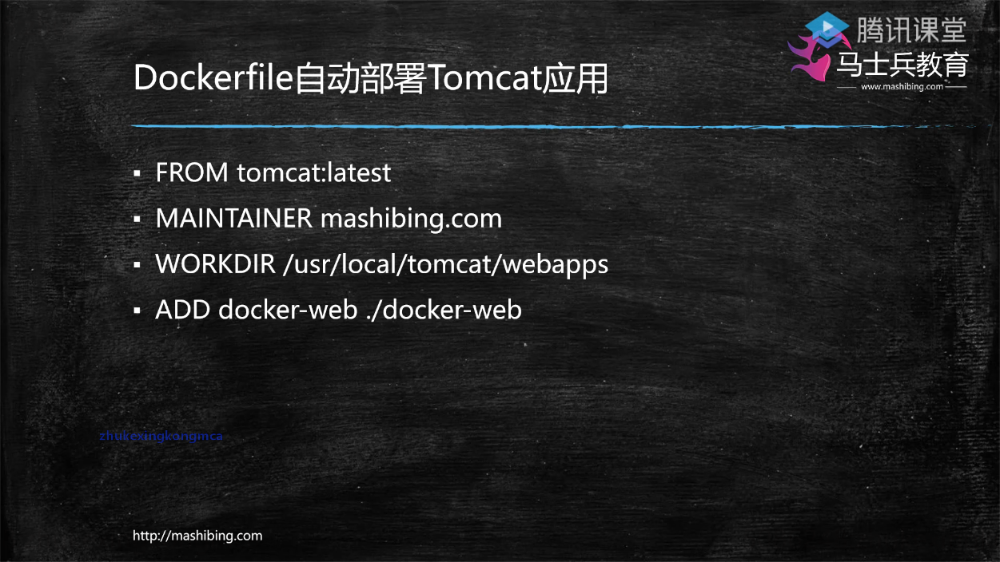 腾讯课堂
马士兵教育
www.mashibing.com
Dockerfile自动部署Tomcat应用
▪ FROM tomcat:latest
▪ MAINTAINER mashibing.com
▪ WORKDIR /usr/local/tomcat/webapps
▪ ADD docker-web ./docker-web
zhukexingkangmca
http://mashibing.com